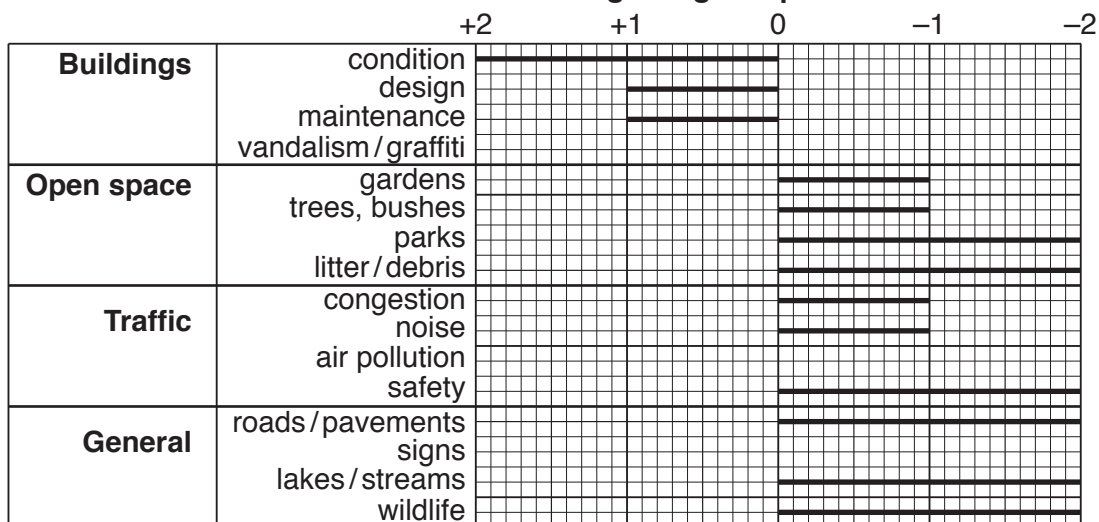 +2 +1 0 –1 –2
Buildings condition
design
maintenance
vandalism / graffiti
Open space gardens
trees, bushes
parks
litter / debris
Traffic congestion
noise
air pollution
safety
General roads / pavements
signs
lakes / streams
wildlife